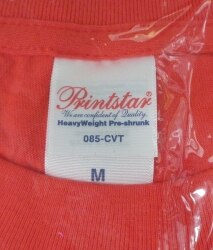 Printstar®
We are confident of Quality.
HeavyWeight Pre-shrunk
085-CVT
M